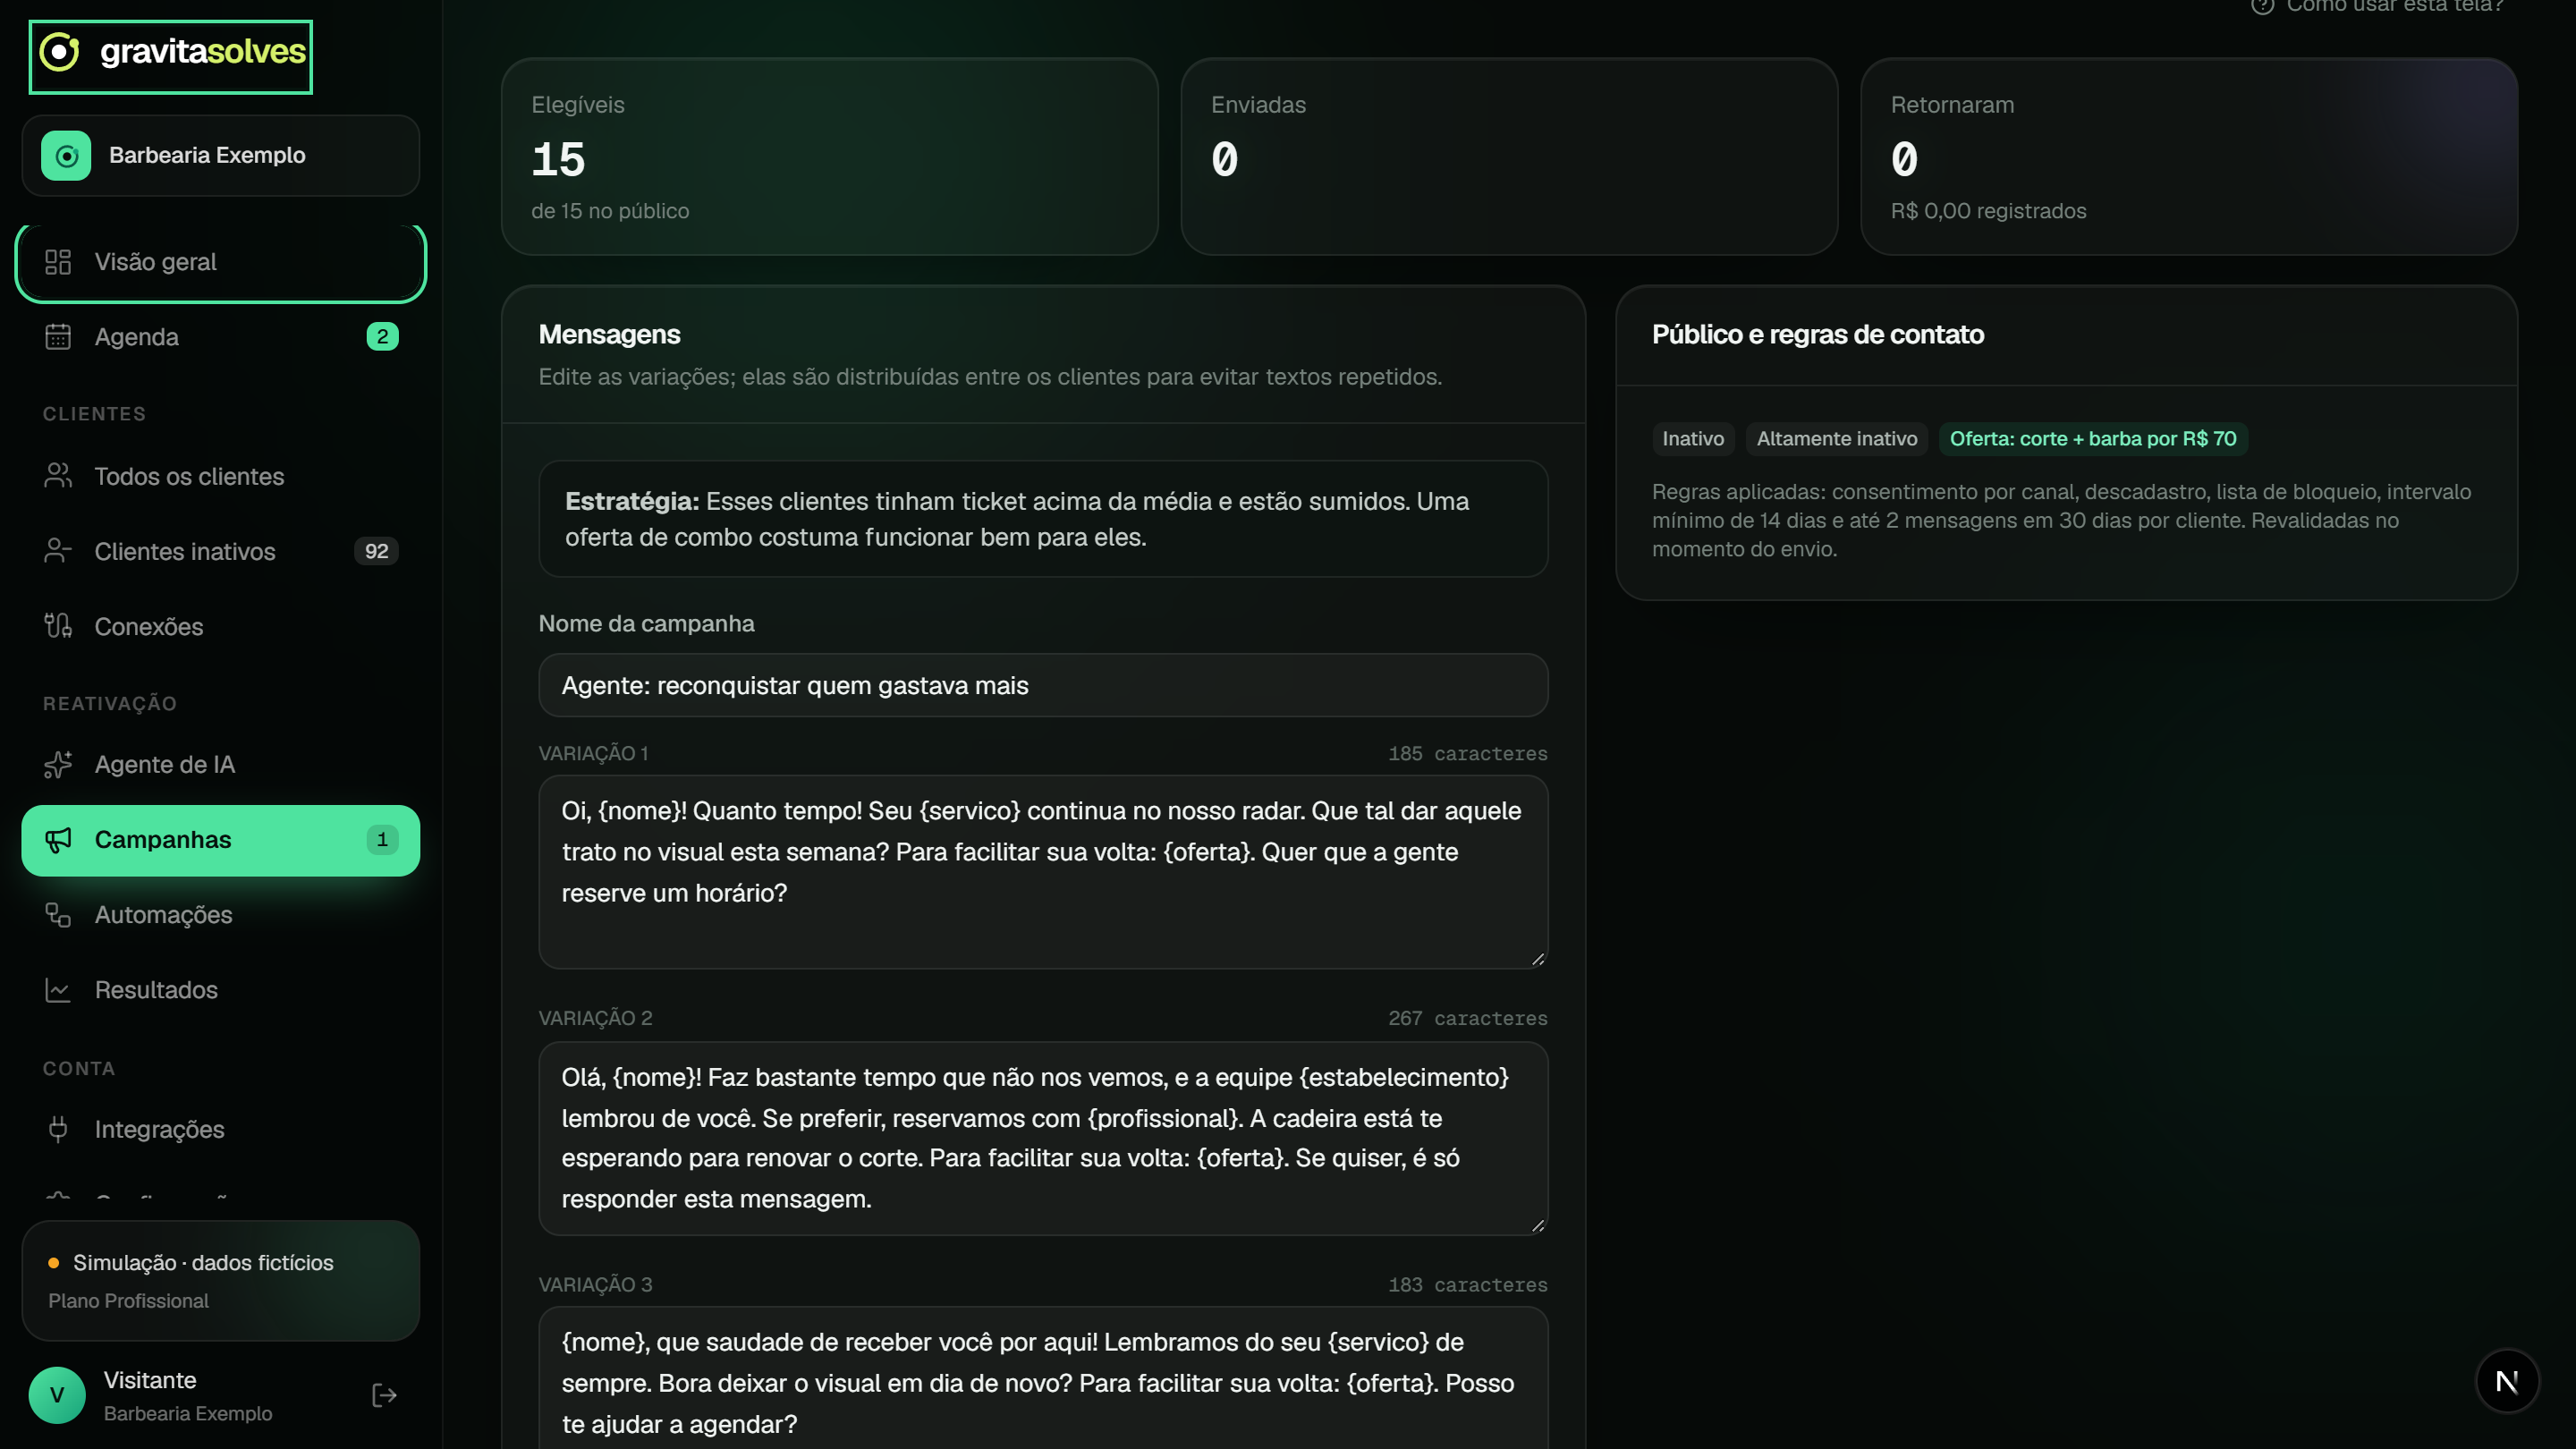 gravitasolves
Barbearia Exemplo
Visão geral
Agenda 2
CLIENTES
Todos os clientes
Clientes inativos 92
Conexões
REATIVAÇÃO
Agente de IA
Campanhas 1
Automações
Resultados
CONTA
Integrações
Simulação · dados fictícios
Plano Profissional
V
Visitante
Barbearia Exemplo
Como usar esta tela?
Elegíveis
15
de 15 no público
Enviadas
0
Retornaram
0
R$ 0,00 registrados
Mensagens
Edite as variações; elas são distribuídas entre os clientes para evitar textos repetidos.
Estratégia: Esses clientes tinham ticket acima da média e estão sumidos. Uma
oferta de combo costuma funcionar bem para eles.
Nome da campanha
Agente: reconquistar quem gastava mais
VARIAÇÃO 1 185 caracteres
Oi, {nome}! Quanto tempo! Seu {servico} continua no nosso radar. Que tal dar aquele
trato no visual esta semana? Para facilitar sua volta: {oferta}. Quer que a gente
reserve um horário?
VARIAÇÃO 2 267 caracteres
Olá, {nome}! Faz bastante tempo que não nos vemos, e a equipe {estabelecimento}
lembrou de você. Se preferir, reservamos com {profissional}. A cadeira está te
esperando para renovar o corte. Para facilitar sua volta: {oferta}. Se quiser, é só
responder esta mensagem.
VARIAÇÃO 3 183 caracteres
{nome}, que saudade de receber você por aqui! Lembramos do seu {servico} de
sempre. Bora deixar o visual em dia de novo? Para facilitar sua volta: {oferta}. Posso
te ajudar a agendar?
Público e regras de contato
Inativo Altamente inativo Oferta: corte + barba por R$ 70
Regras aplicadas: consentimento por canal, descadastro, lista de bloqueio, intervalo
mínimo de 14 dias e até 2 mensagens em 30 dias por cliente. Revalidadas no
momento do envio.
N